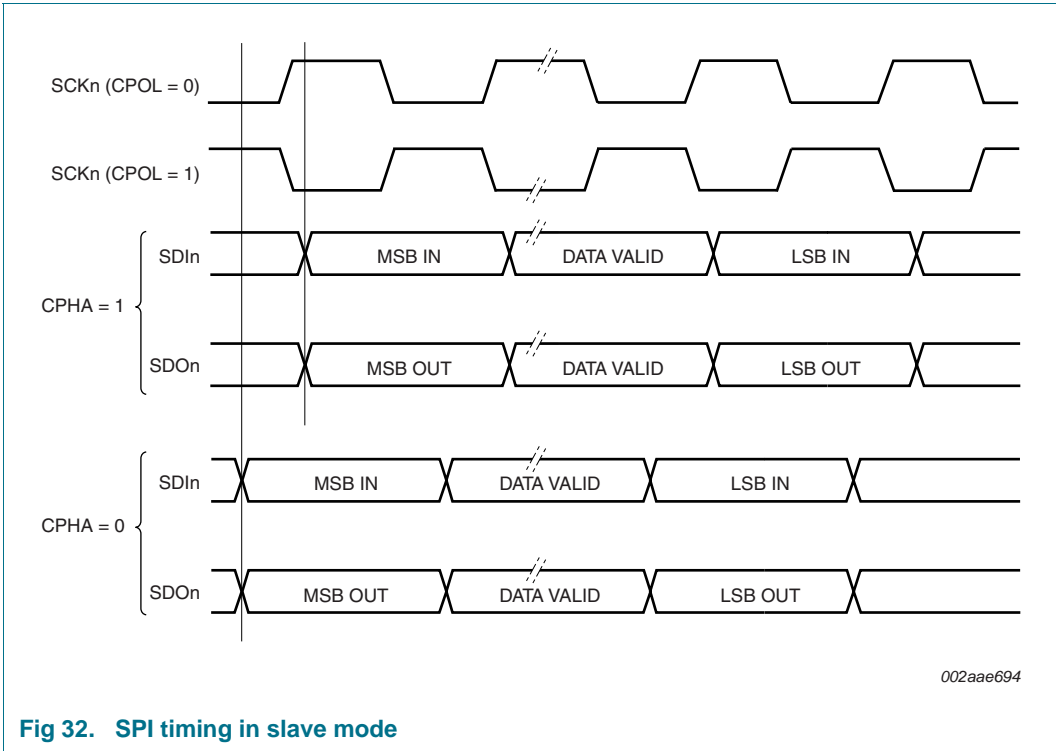 SCKn (CPOL = 0)
SCKn (CPOL = 1)
SDIn
MSB IN
DATA VALID
LSB IN
CPHA = 1
SDOn
MSB OUT
DATA VALID
LSB OUT
SDIn
MSB IN
DATA VALID
LSB IN
CPHA = 0
SDOn
MSB OUT
DATA VALID
LSB OUT
002aae694
Fig 32. SPI timing in slave mode